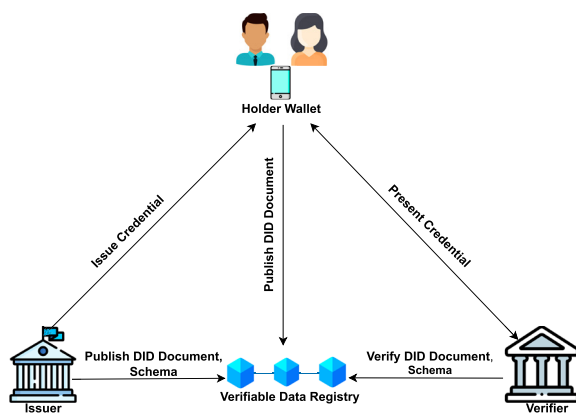 Holder Wallet
Issue Credential
Publish DID Document
Present Credential
Publish DID Document,
Schema
Verify DID Document,
Schema
Issuer
Verifiable Data Registry
Verifier